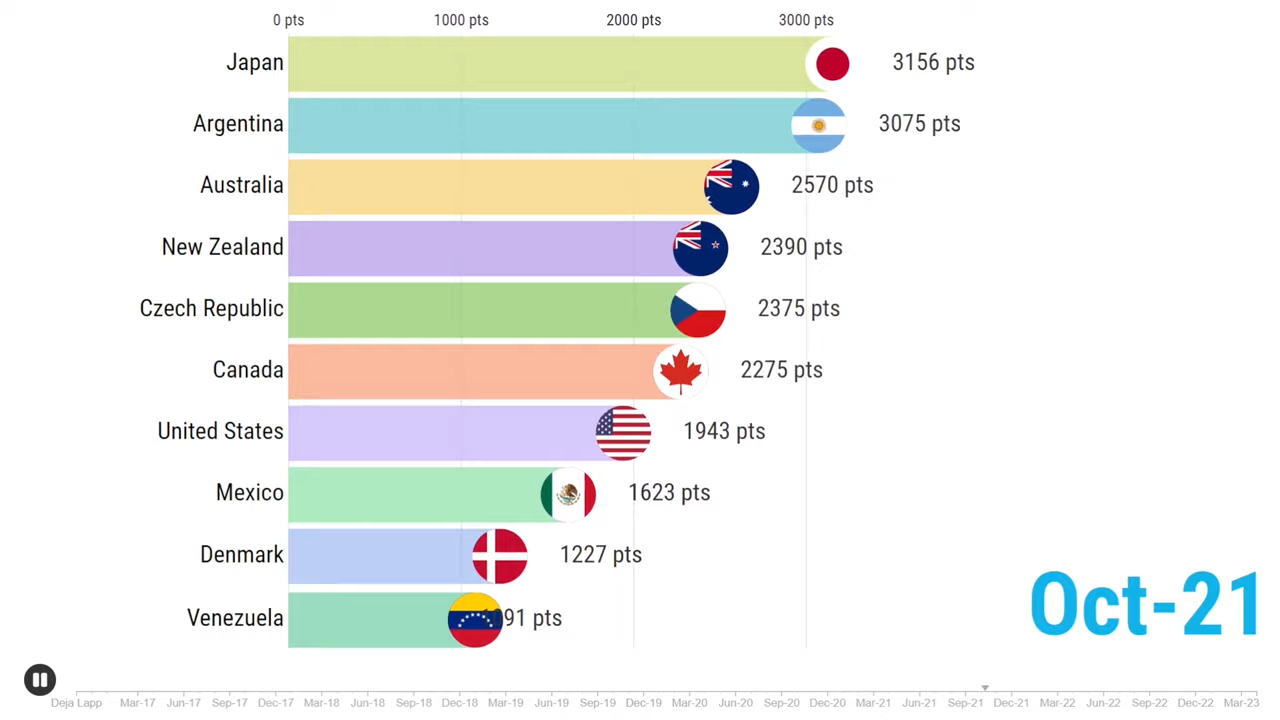 0 pts 1000 pts 2000 pts 3000 pts
Japan 3156 pts
Argentina 3075 pts
Australia 2570 pts
New Zealand 2390 pts
Czech Republic 2375 pts
Canada 2275 pts
United States 1943 pts
Mexico 1623 pts
Denmark 1227 pts
Venezuela 1091 pts
Oct-21
Deja Lapp Mar-17 Jun-17 Sep-17 Dec-17 Mar-18 Jun-18 Sep-18 Dec-18 Mar-19 Jun-19 Sep-19 Dec-19 Mar-20 Jun-20 Sep-20 Dec-20 Mar-21 Jun-21 Sep-21 Dec-21 Mar-22 Jun-22 Sep-22 Dec-22 Mar-23